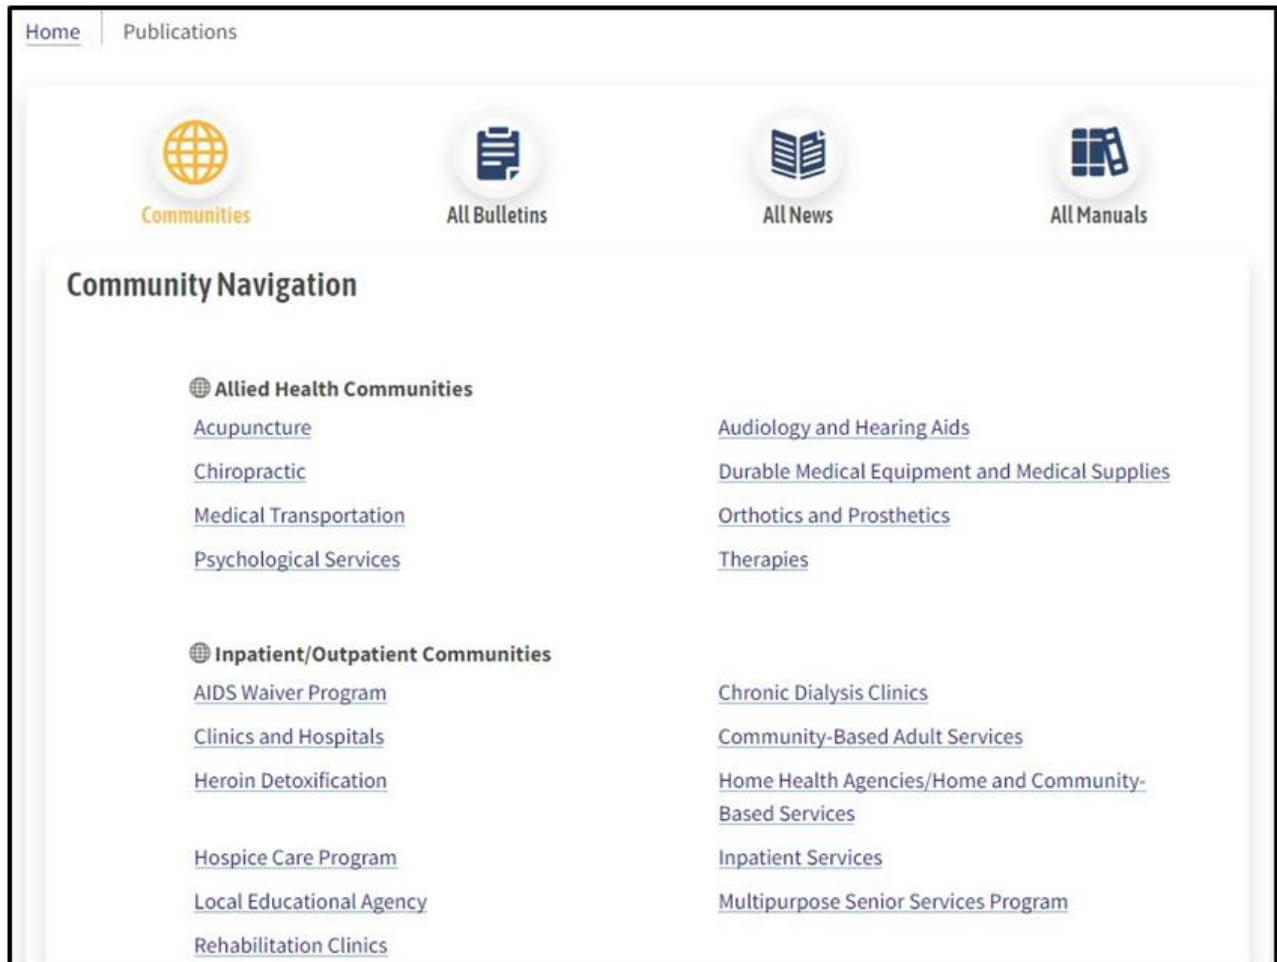 Home Publications
Communities All Bulletins All News All Manuals
Community Navigation
Allied Health Communities
Acupuncture Audiology and Hearing Aids
Chiropractic Durable Medical Equipment and Medical Supplies
Medical Transportation Orthotics and Prosthetics
Psychological Services Therapies
Inpatient/Outpatient Communities
AIDS Waiver Program Chronic Dialysis Clinics
Clinics and Hospitals Community-Based Adult Services
Heroin Detoxification Home Health Agencies/Home and Community-
Based Services
Hospice Care Program Inpatient Services
Local Educational Agency Multipurpose Senior Services Program
Rehabilitation Clinics